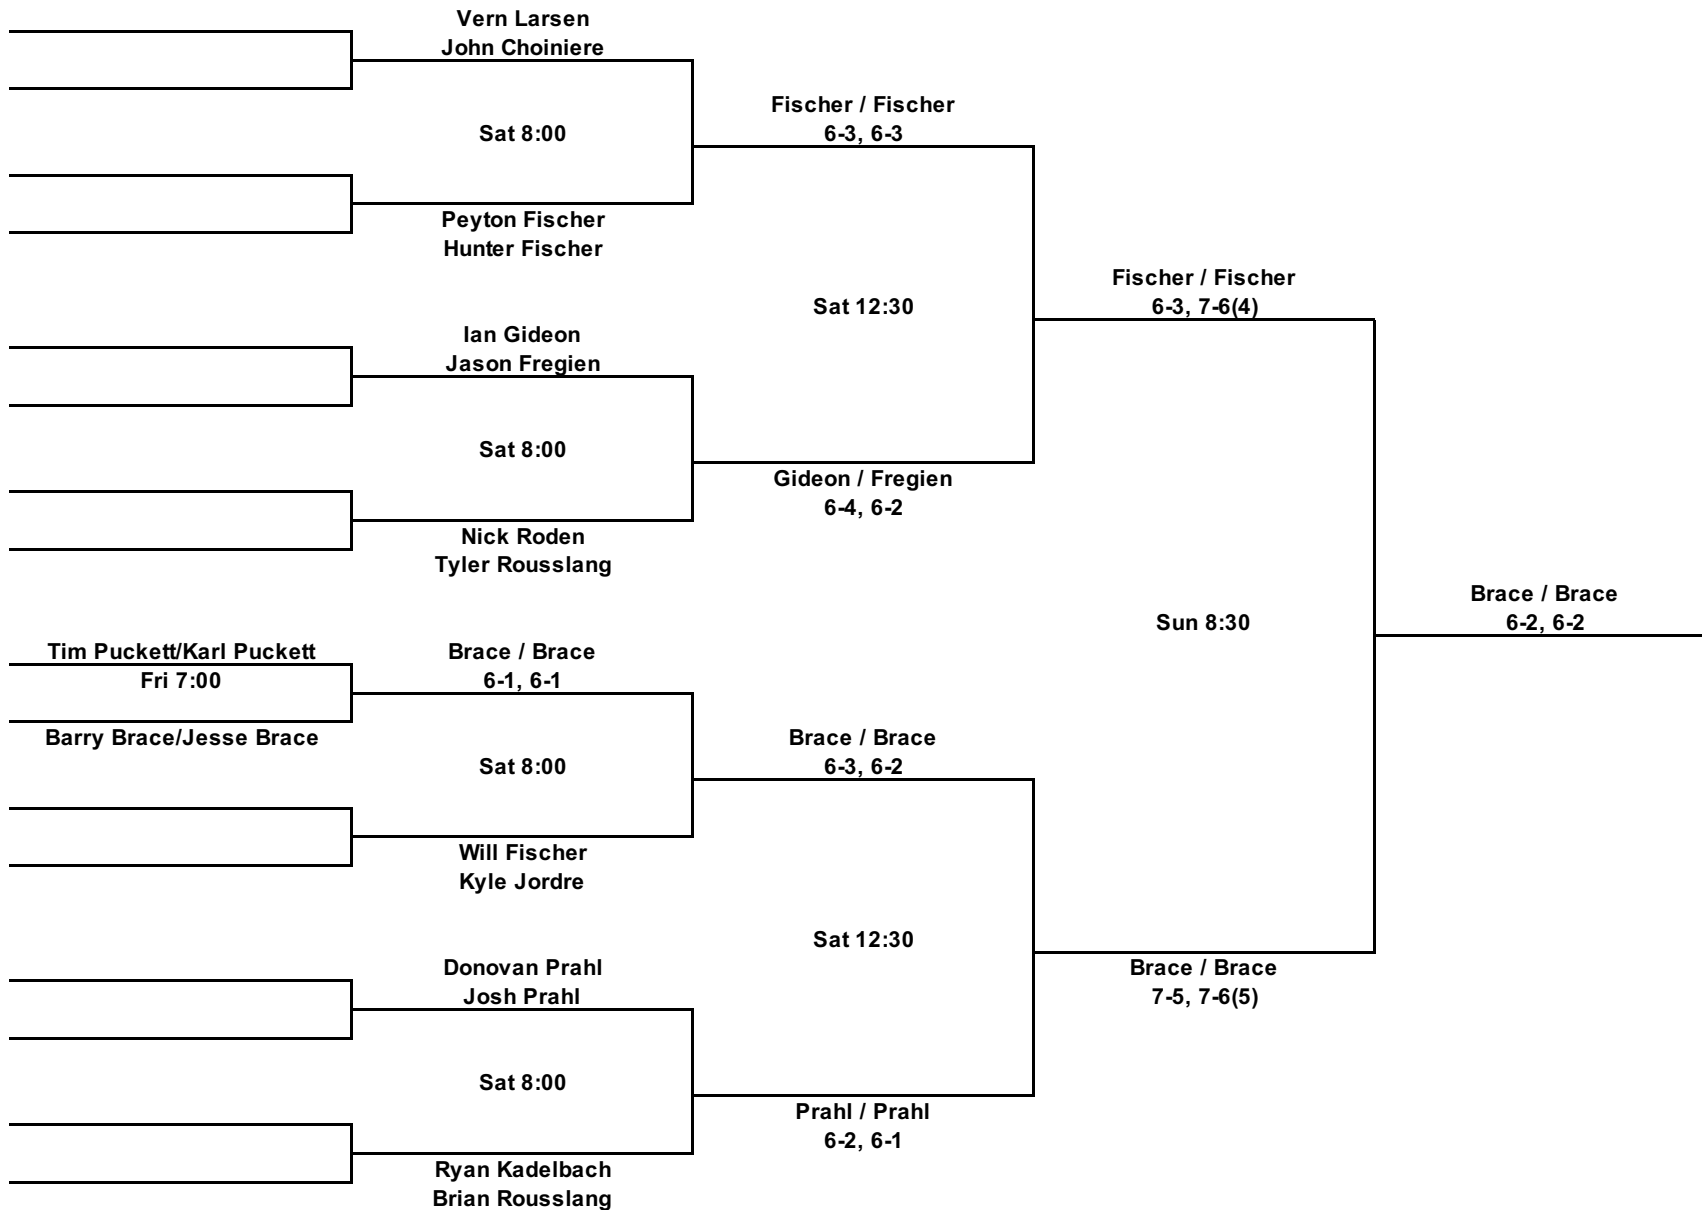 Vern Larsen
John Choiniere
Sat 8:00
Peyton Fischer
Hunter Fischer
Fischer / Fischer
6-3, 6-3
Sat 12:30
Ian Gideon
Jason Fregien
Sat 8:00
Nick Roden
Tyler Rousslang
Gideon / Fregien
6-4, 6-2
Fischer / Fischer
6-3, 7-6(4)
Sun 8:30
Brace / Brace
6-2, 6-2
Tim Puckett/Karl Puckett
Fri 7:00
Barry Brace/Jesse Brace
Brace / Brace
6-1, 6-1
Sat 8:00
Will Fischer
Kyle Jordre
Brace / Brace
6-3, 6-2
Sat 12:30
Donovan Prahl
Josh Prahl
Sat 8:00
Ryan Kadelbach
Brian Rousslang
Prahl / Prahl
6-2, 6-1
Brace / Brace
7-5, 7-6(5)